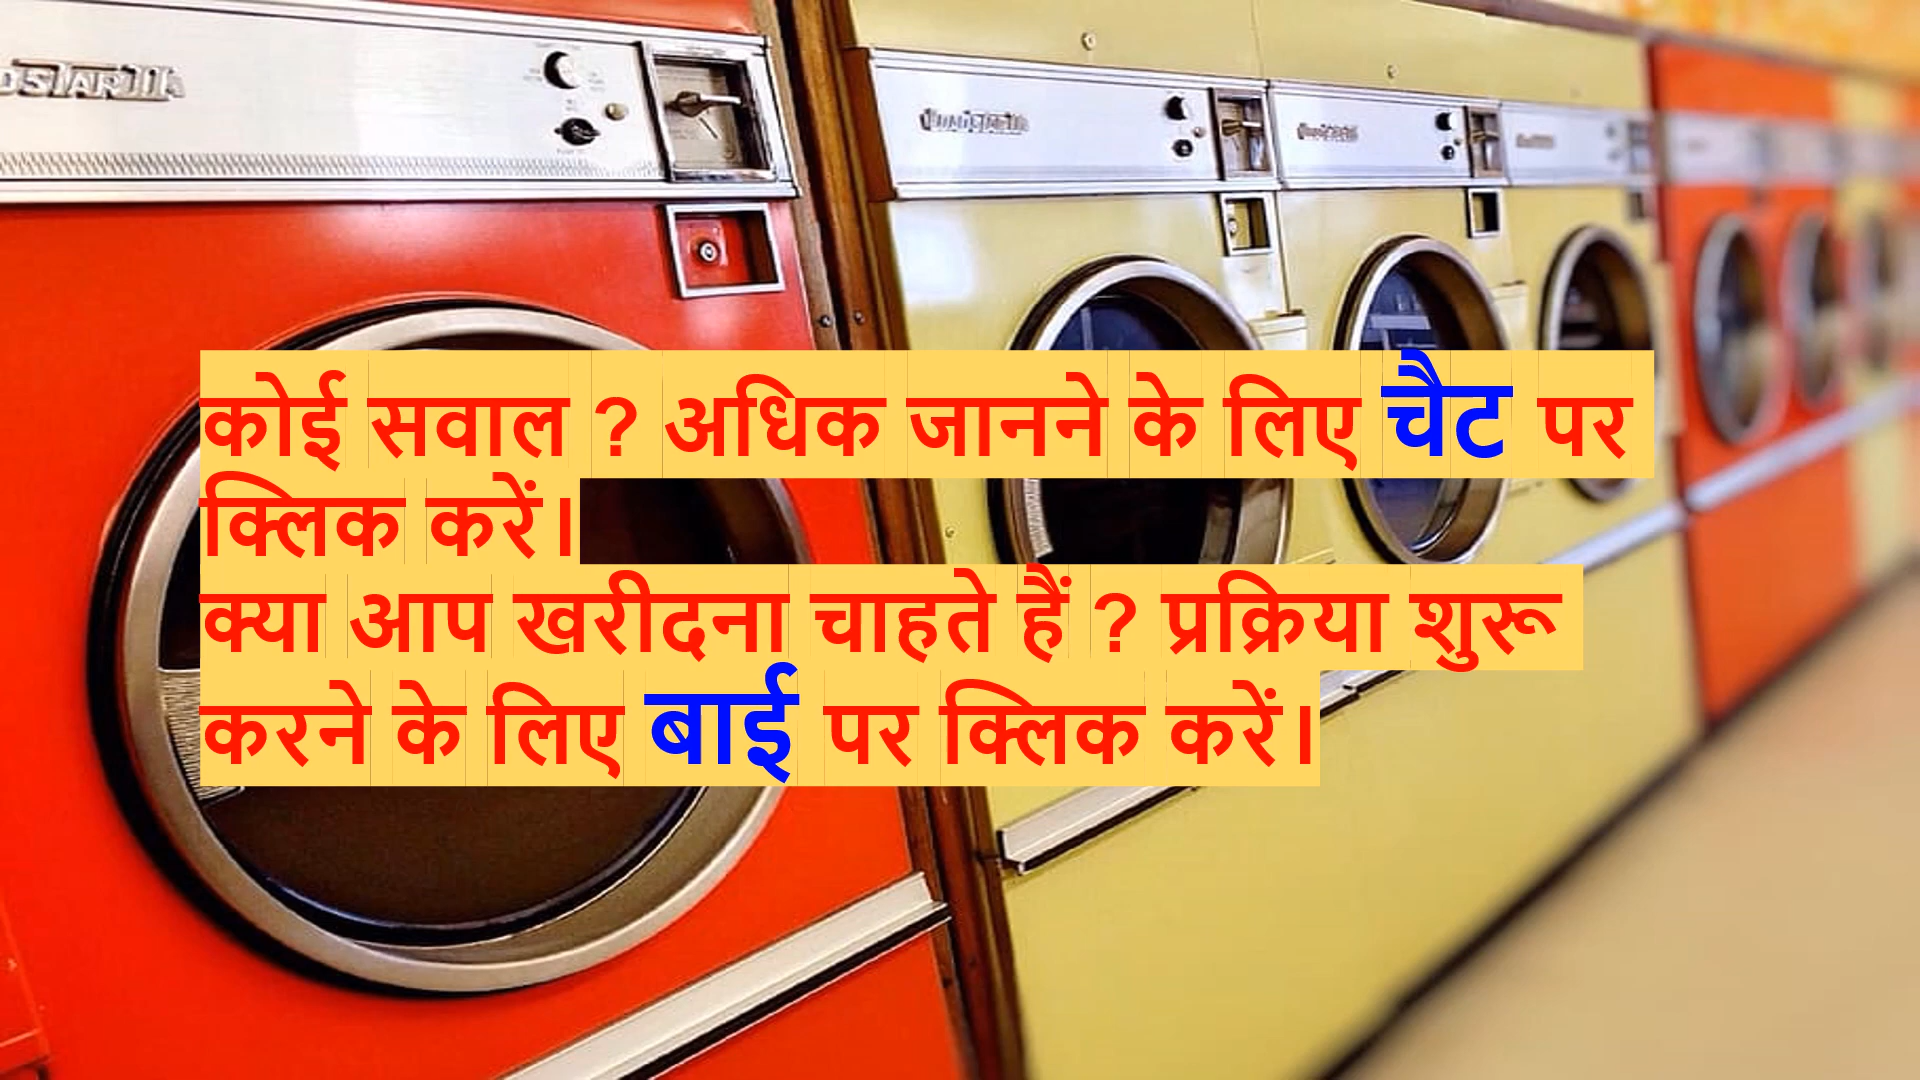 कोई सवाल ? अधिक जानने के लिए चैट पर
क्लिक करें।
क्या आप खरीदना चाहते हैं ? प्रक्रिया शुरू
करने के लिए बाई पर क्लिक करें।